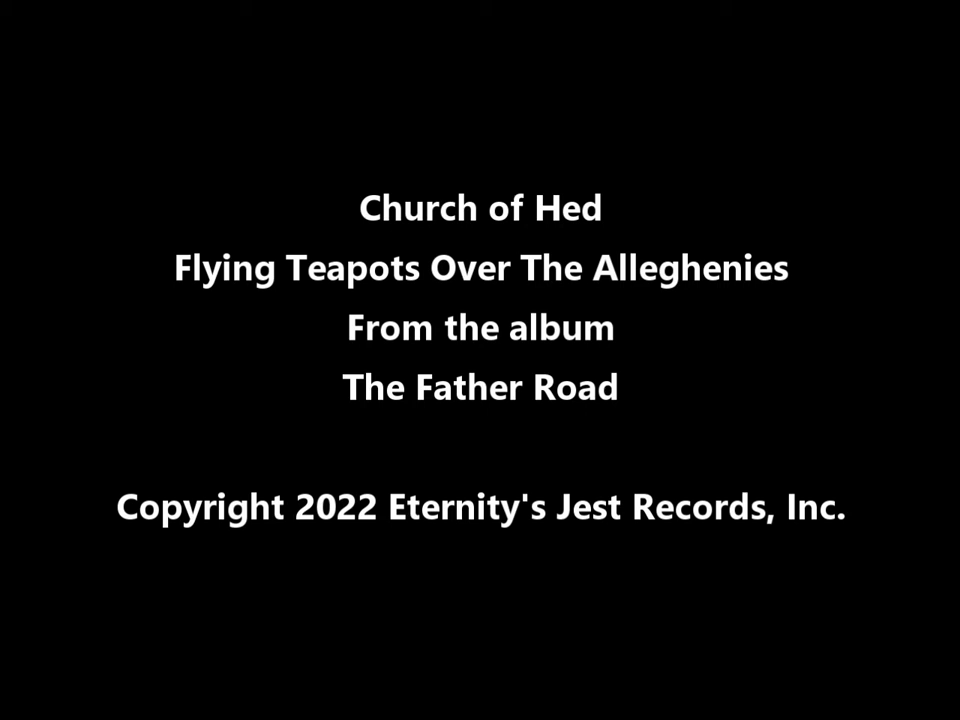 Church of Hed
Flying Teapots Over The Alleghenies
From the album
The Father Road
Copyright 2022 Eternity's Jest Records, Inc.